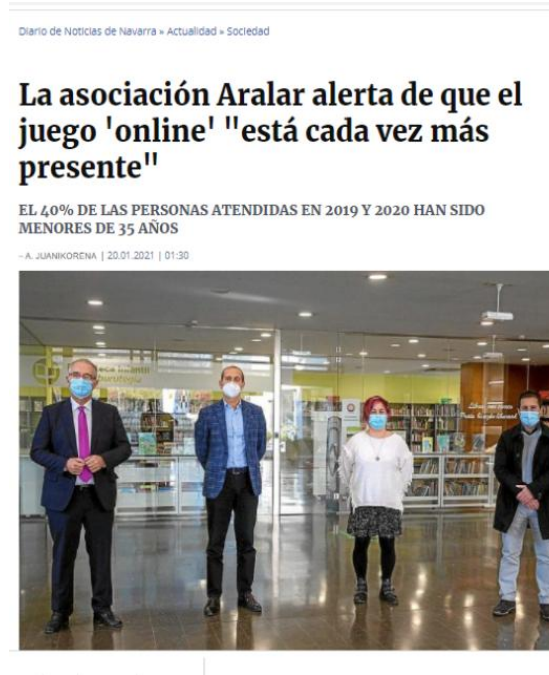 Diario de Noticias de Navarra » Actualidad » Sociedad
La asociación Aralar alerta de que el
juego 'online' "está cada vez más
presente"
EL 40% DE LAS PERSONAS ATENDIDAS EN 2019 Y 2020 HAN SIDO
MENORES DE 35 AÑOS
– A. JUANIKORENA | 20.01.2021 | 01:30